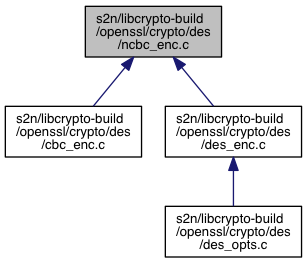 s2n/libcrypto-build
/openssl/crypto/des
/ncbc_enc.c
s2n/libcrypto-build
/openssl/crypto/des
/cbc_enc.c
s2n/libcrypto-build
/openssl/crypto/des
/des_enc.c
s2n/libcrypto-build
/openssl/crypto/des
/des_opts.c